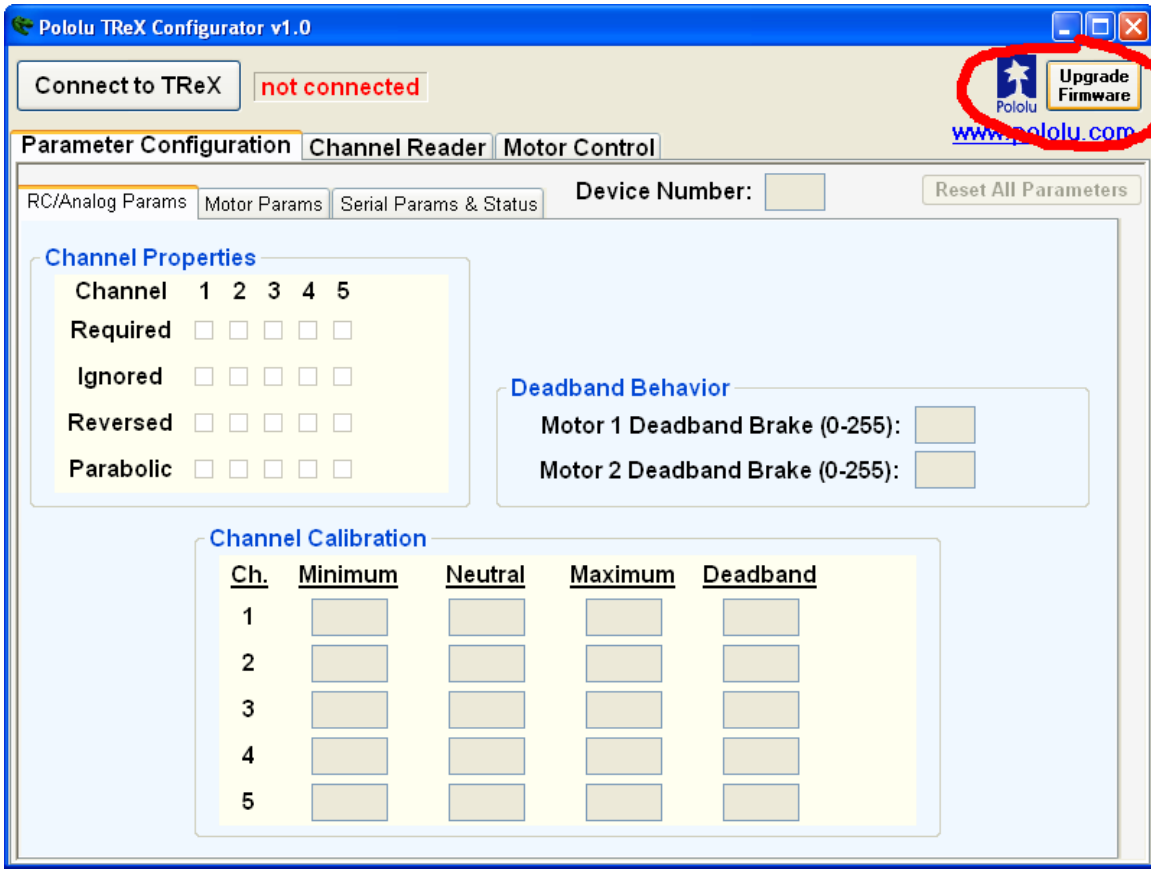 Pololu TReX Configurator v1.0
Connect to TReX
not connected
Pololu
Upgrade
Firmware
www.pololu.com
Parameter Configuration
Channel Reader
Motor Control
RC/Analog Params
Motor Params
Serial Params & Status
Device Number:
Reset All Parameters
Channel Properties
Channel 1 2 3 4 5
Required
Ignored
Reversed
Parabolic
Deadband Behavior
Motor 1 Deadband Brake (0-255):
Motor 2 Deadband Brake (0-255):
Channel Calibration
Ch. Minimum Neutral Maximum Deadband
1
2
3
4
5